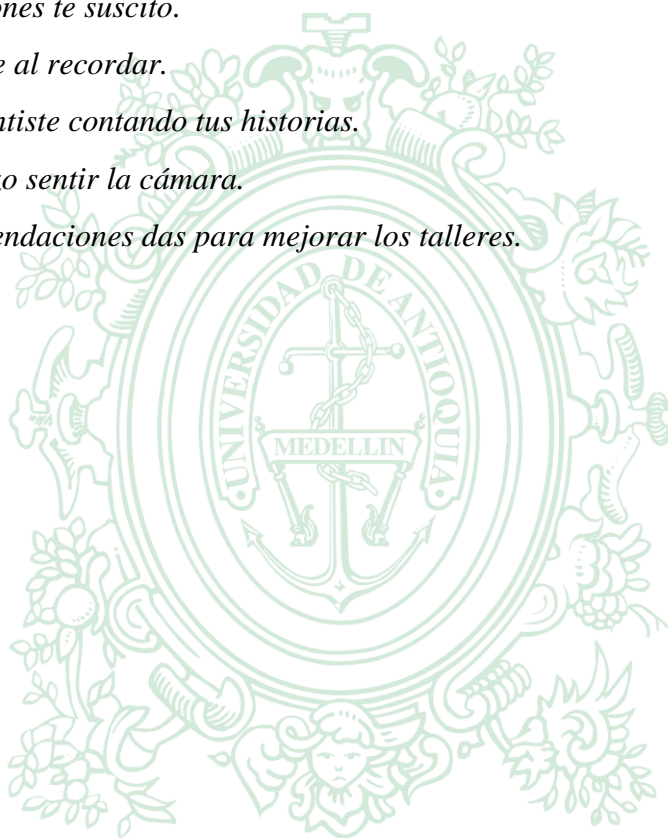 ones te suscito.
e al recordar.
ntiste contando tus historias.
o sentir la cámara.
endaciones das para mejorar los talleres.
UNIVERSIDAD DE ANTIOQUIA
MEDELLIN